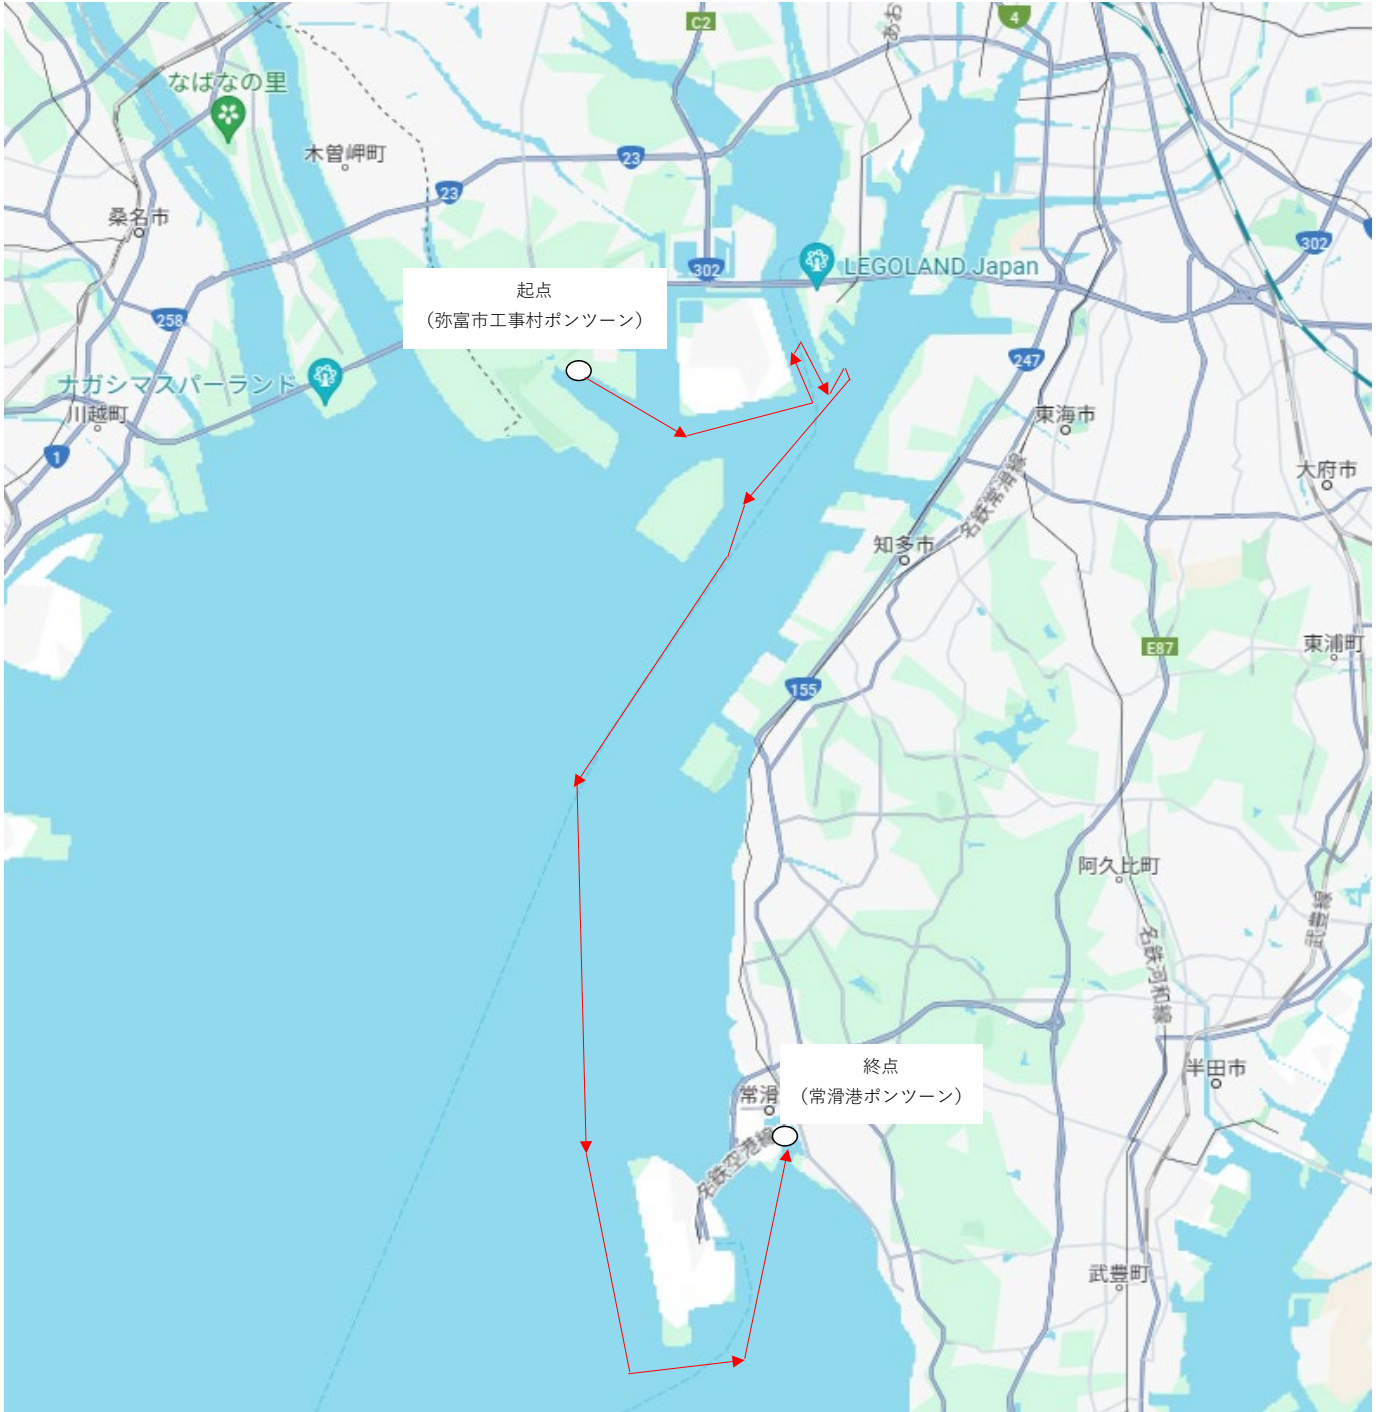 C2
4
あお
なばなの里
木曽岬町
23
23
桑名市
302
302
LEGOLAND Japan
起点
（弥富市工事村ポンツーン）
258
247
ナガシマスパーランド
川越町
東海市
1
大府市
名鉄常滑線
知多市
E87
東浦町
155
阿久比町
武豊線
名鉄河和線
終点
（常滑港ポンツーン）
半田市
常滑
名鉄空港線
武豊町